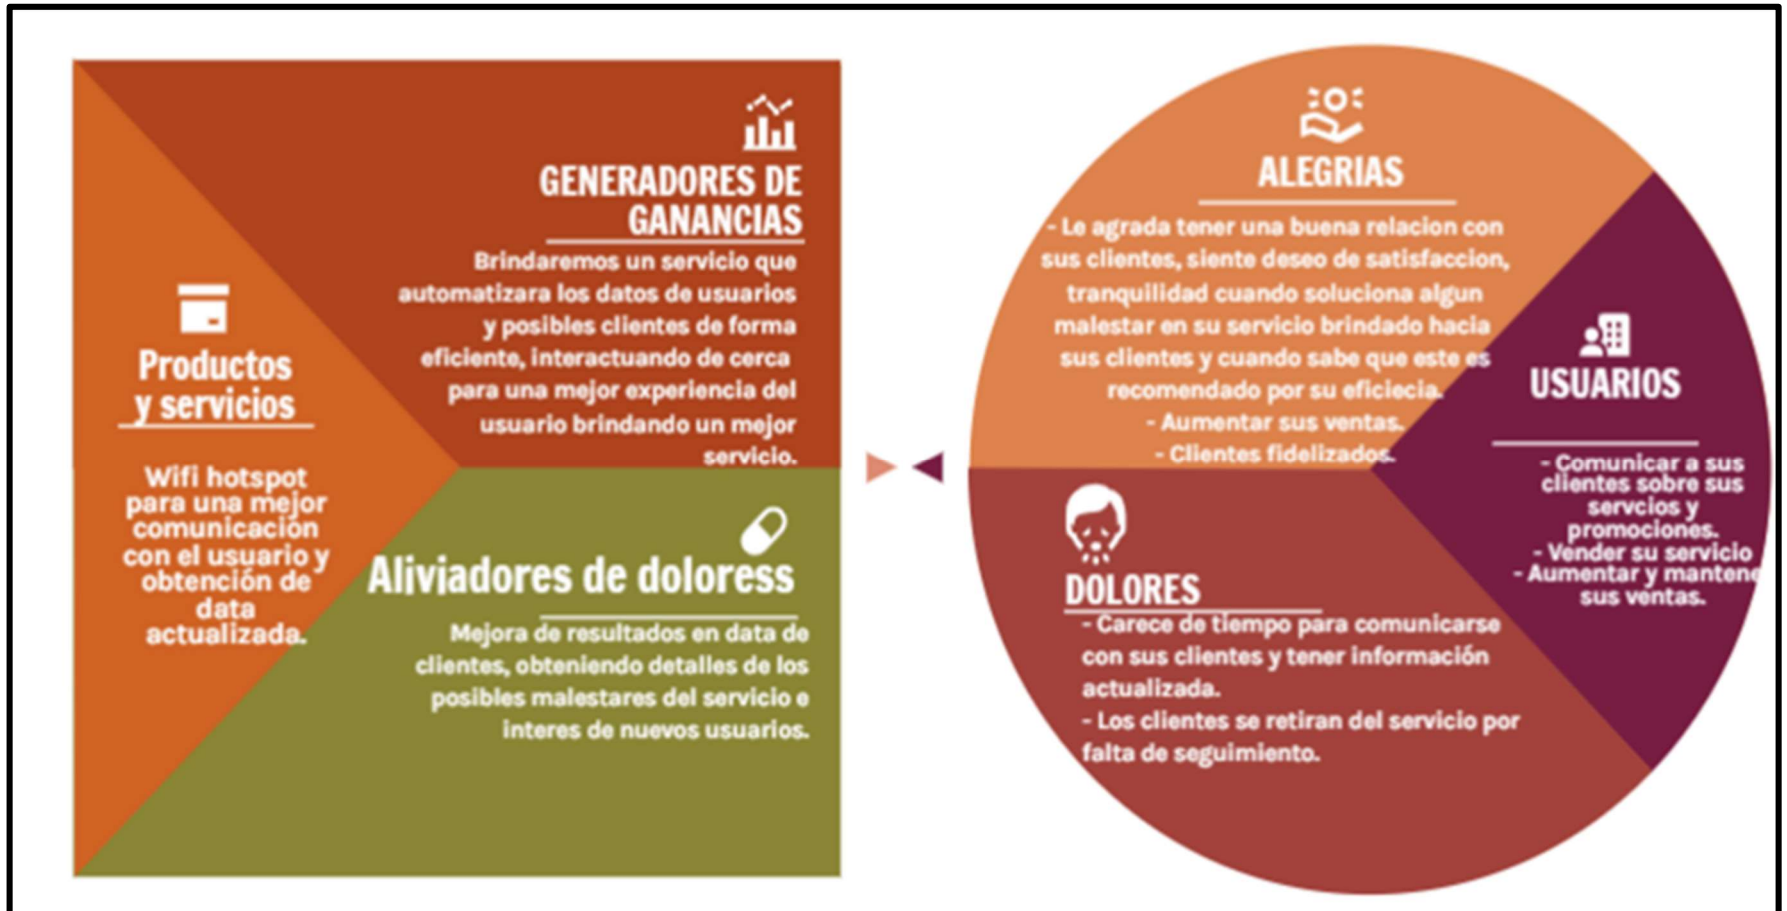 GENERADORES DE
GANANCIAS
Brindaremos un servicio que
automatizara los datos de usuarios
y posibles clientes de forma
eficiente, interactuando de cerca
para una mejor experiencia del
usuario brindando un mejor
servicio.
Productos
y servicios
Wifi hotspot
para una mejor
comunicación
con el usuario y
obtención de
data
actualizada.
Aliviadores de doloress
Mejora de resultados en data de
clientes, obteniendo detalles de los
posibles malestares del servicio e
interes de nuevos usuarios.
ALEGRIAS
- Le agrada tener una buena relacion con
sus clientes, siente deseo de satisfaccion,
tranquilidad cuando soluciona algun
malestar en su servicio brindado hacia
sus clientes y cuando sabe que este es
recomendado por su eficiecia.
- Aumentar sus ventas.
- Clientes fidelizados.
USUARIOS
- Comunicar a sus
clientes sobre sus
servcios y
promociones.
- Vender su servicio
- Aumentar y mantene
sus ventas.
DOLORES
- Carece de tiempo para comunicarse
con sus clientes y tener información
actualizada.
- Los clientes se retiran del servicio por
falta de seguimiento.